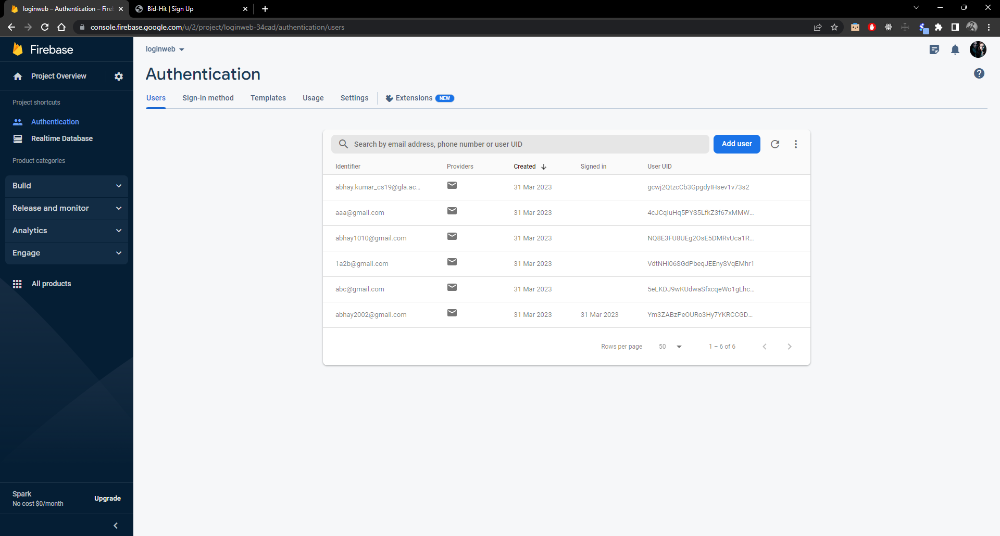 loginweb – Authentication – Fire
Bid-Hit | Sign Up
console.firebase.google.com/u/2/project/loginweb-34cad/authentication/users
Firebase
loginweb
Project Overview
Authentication
Users Sign-in method Templates Usage Settings Extensions NEW
Project shortcuts
Authentication
Realtime Database
Product categories
Build
Release and monitor
Analytics
Engage
All products
Spark
No cost $0/month
Upgrade
Search by email address, phone number or user UID
Add user
Identifier Providers Created Signed in User UID
abhay.kumar_cs19@gla.ac... 31 Mar 2023 gcwj2QtzcCb3GpgdyIHsev1v73s2
aaa@gmail.com 31 Mar 2023 4cJCqIuHq5PYS5LfkZ3f67xMMW...
abhay1010@gmail.com 31 Mar 2023 NQ8E3FU8UEg2OsE5DMRvUca1R...
1a2b@gmail.com 31 Mar 2023 VdtNHl06SGdPbeqJEEnySVqEMhr1
abc@gmail.com 31 Mar 2023 5eLKDJ9wKUdwaSfxcqeWo1gLhc...
abhay2002@gmail.com 31 Mar 2023 31 Mar 2023 Ym3ZABzPeOURo3Hy7YKRCCGD...
Rows per page 50 1 – 6 of 6